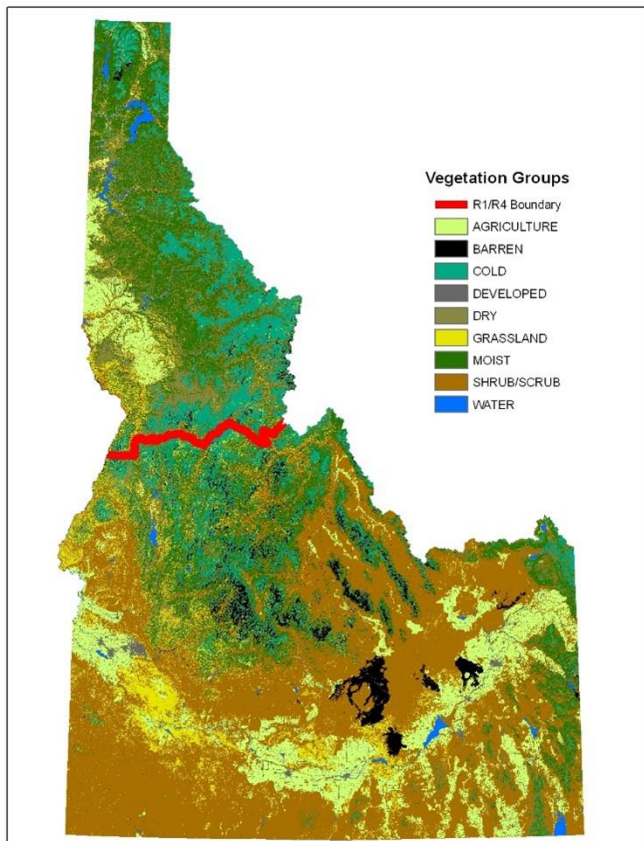 Vegetation Groups
R1/R4 Boundary
AGRICULTURE
BARREN
COLD
DEVELOPED
DRY
GRASSLAND
MOIST
SHRUB/SCRUB
WATER